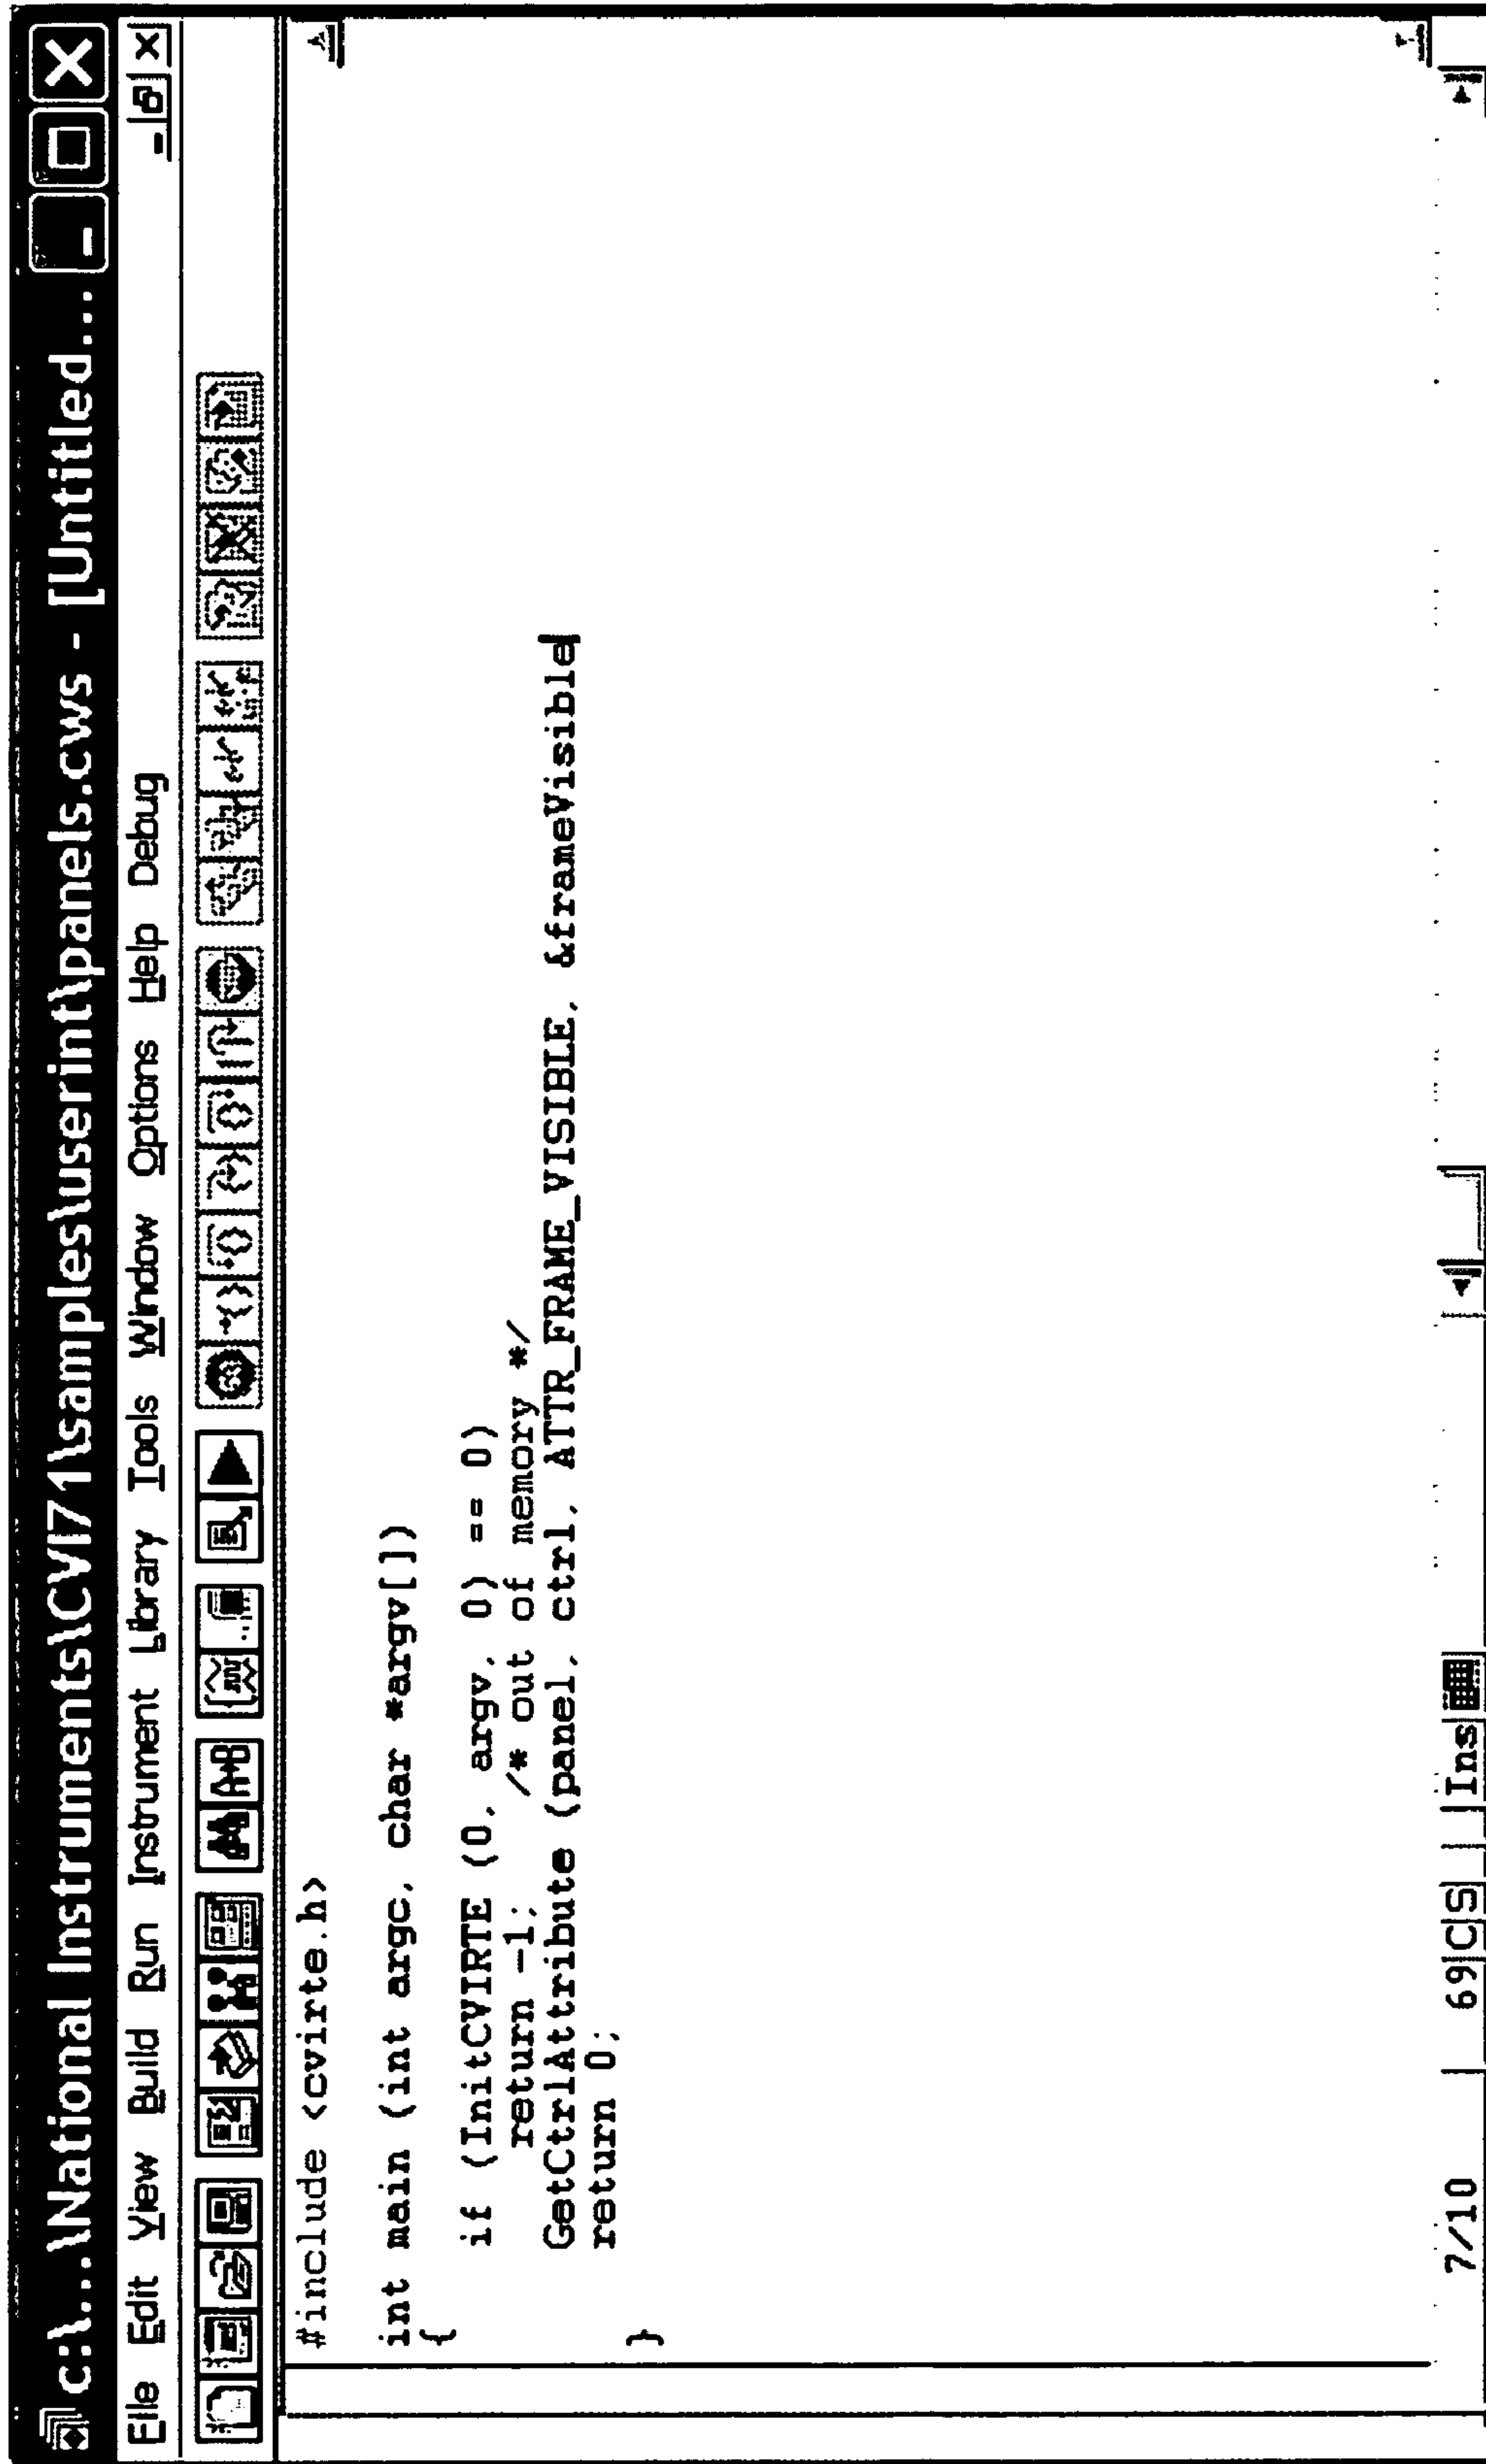 c:\...\National Instruments\CVI71\samples\userint\panels.cws - [Untitled...
File Edit View Build Run Instrument Library Tools Window Options Help Debug
#include <cvirte.h>
int main (int argc, char *argv[])
{
if (InitCVIRTE (0, argv, 0) == 0)
return -1; /* out of memory */
GetCtrlAttribute (panel, ctrl, ATTR_FRAME_VISIBLE, &frameVisible
return 0;
}
7/10 69 C S Ins